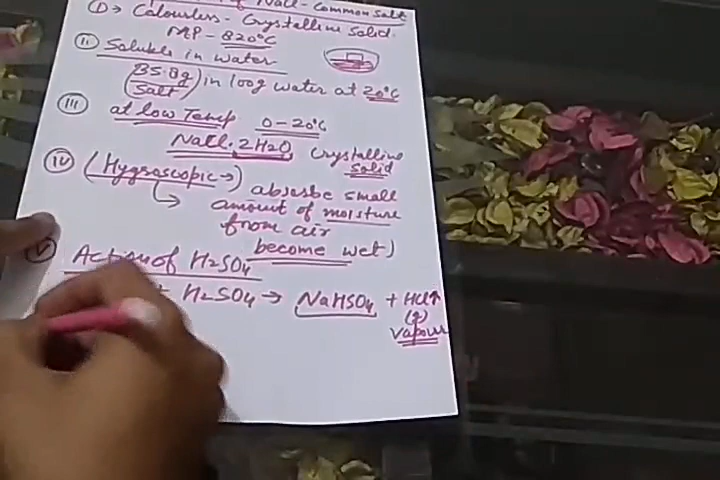 of NaCl - Common Salt
(i) → Colourless - Crystalline Solid.
MP - 820°C
(ii) Soluble in water
(35.8g Salt) in 100g water at 20°C
(iii) at low Temp 0-20°C
NaCl.2H2O Crystalline Solid
(iv) (Hygroscopic →)
↳ absorbe small
amount of moisture
from air
become wet)
(v) Action of H2SO4
+ H2SO4 → NaHSO4 + HCl↑
(g)
vapour